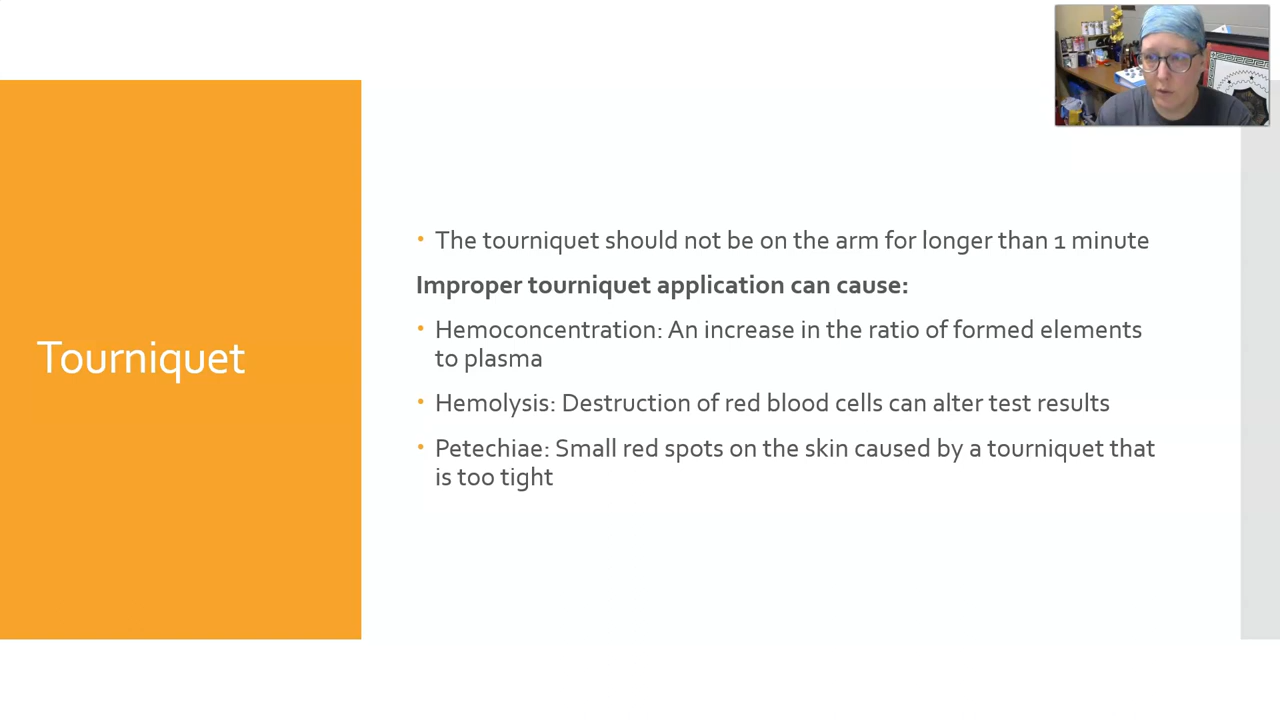 Tourniquet
• The tourniquet should not be on the arm for longer than 1 minute
Improper tourniquet application can cause:
• Hemoconcentration: An increase in the ratio of formed elements
to plasma
• Hemolysis: Destruction of red blood cells can alter test results
• Petechiae: Small red spots on the skin caused by a tourniquet that
is too tight